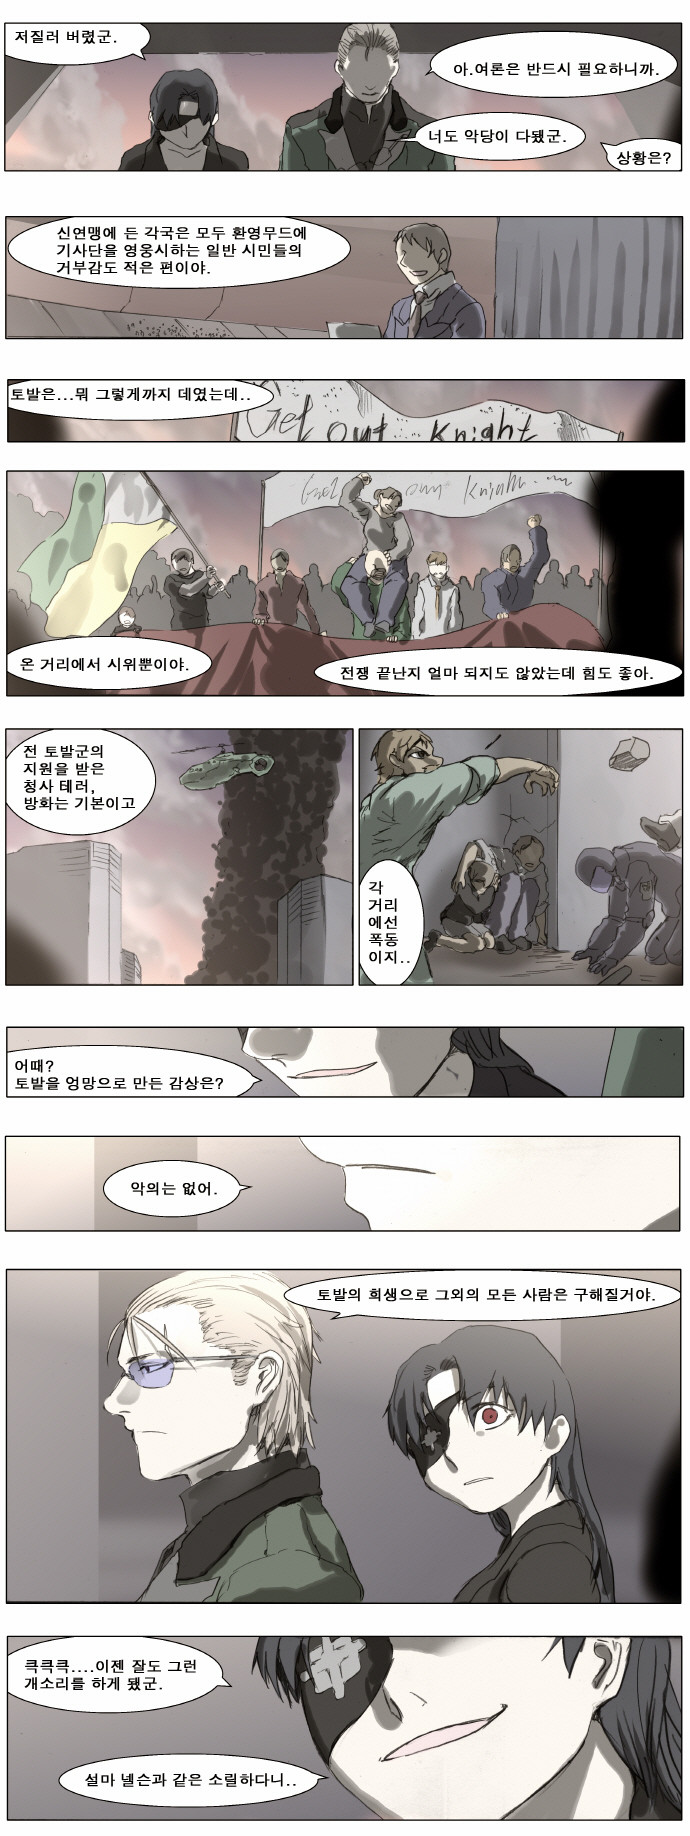 저질러 버렸군.
아.여론은 반드시 필요하니까.
너도 악당이 다됐군.
상황은?
신연맹에 든 각국은 모두 환영무드에
기사단을 영웅시하는 일반 시민들의
거부감도 적은 편이야.
토발은...뭐 그렇게까지 데였는데..
Get out Knight
Get out Knight
온 거리에서 시위뿐이야.
전쟁 끝난지 얼마 되지도 않았는데 힘도 좋아.
전 토발군의
지원을 받은
청사 테러,
방화는 기본이고
각
거리
에선
폭동
이지..
어때?
토발을 엉망으로 만든 감상은?
악의는 없어.
토발의 희생으로 그외의 모든 사람은 구해질거야.
큭큭큭....이젠 잘도 그런
개소리를 하게 됐군.
설마 넬슨과 같은 소릴하다니..